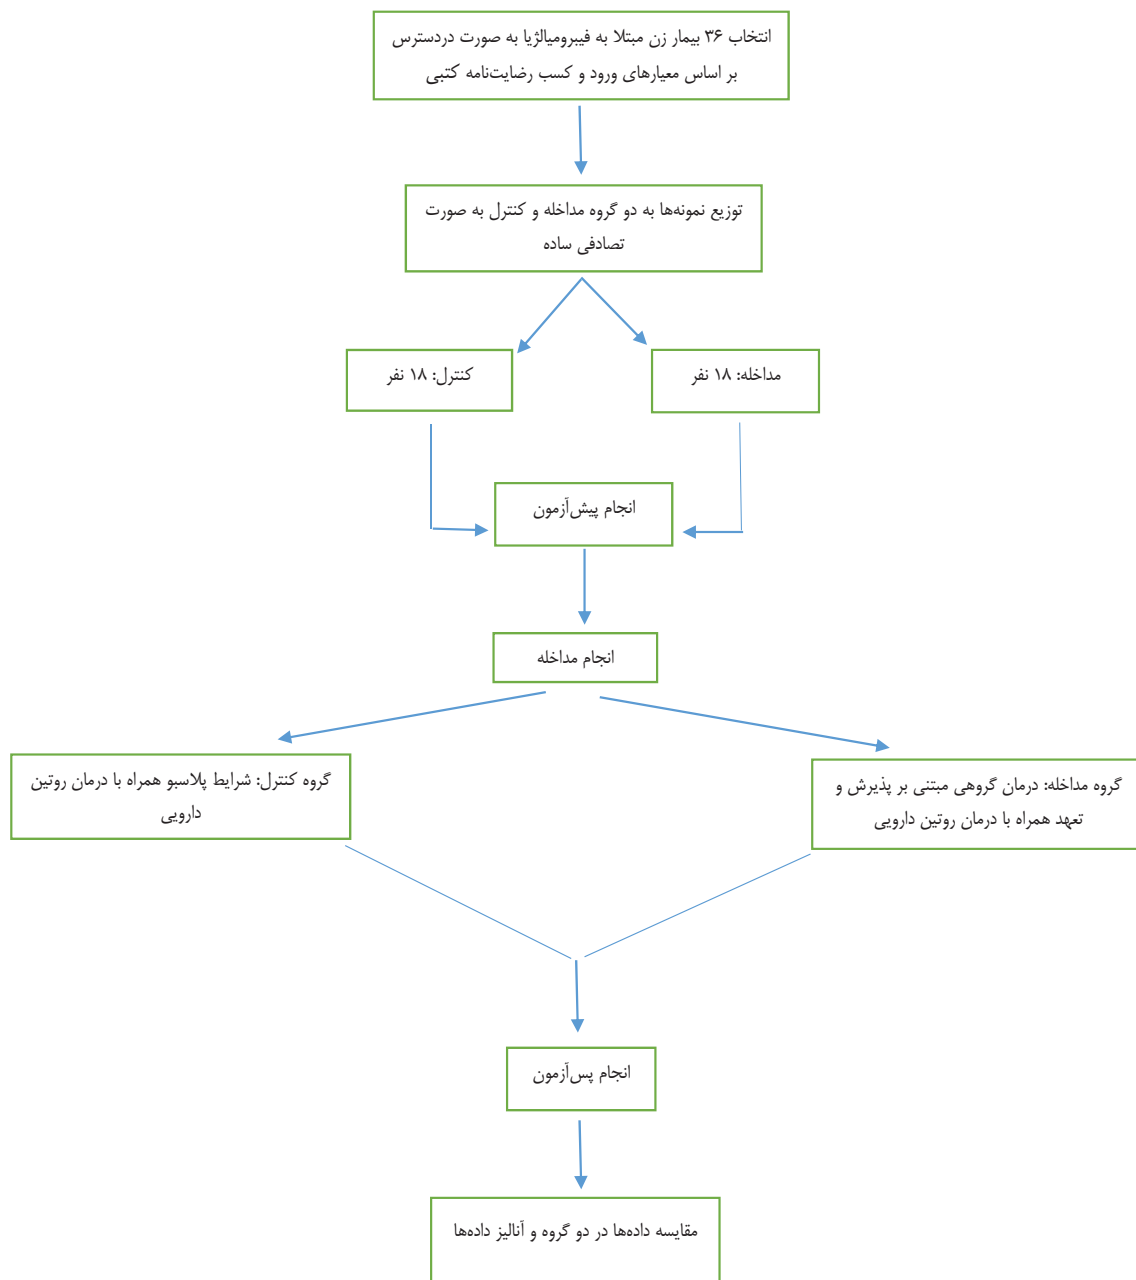 انتخاب ۳۶ بیمار زن مبتلا به فیبرومیالژیا به صورت دردسترس
بر اساس معیارهای ورود و کسب رضایت‌نامه کتبی
توزیع نمونه‌ها به دو گروه مداخله و کنترل به صورت
تصادفی ساده
مداخله: ۱۸ نفر
کنترل: ۱۸ نفر
انجام پیش‌آزمون
انجام مداخله
گروه مداخله: درمان گروهی مبتنی بر پذیرش و
تعهد همراه با درمان روتین دارویی
گروه کنترل: شرایط پلاسبو همراه با درمان روتین
دارویی
انجام پس‌آزمون
مقایسه داده‌ها در دو گروه و آنالیز داده‌ها